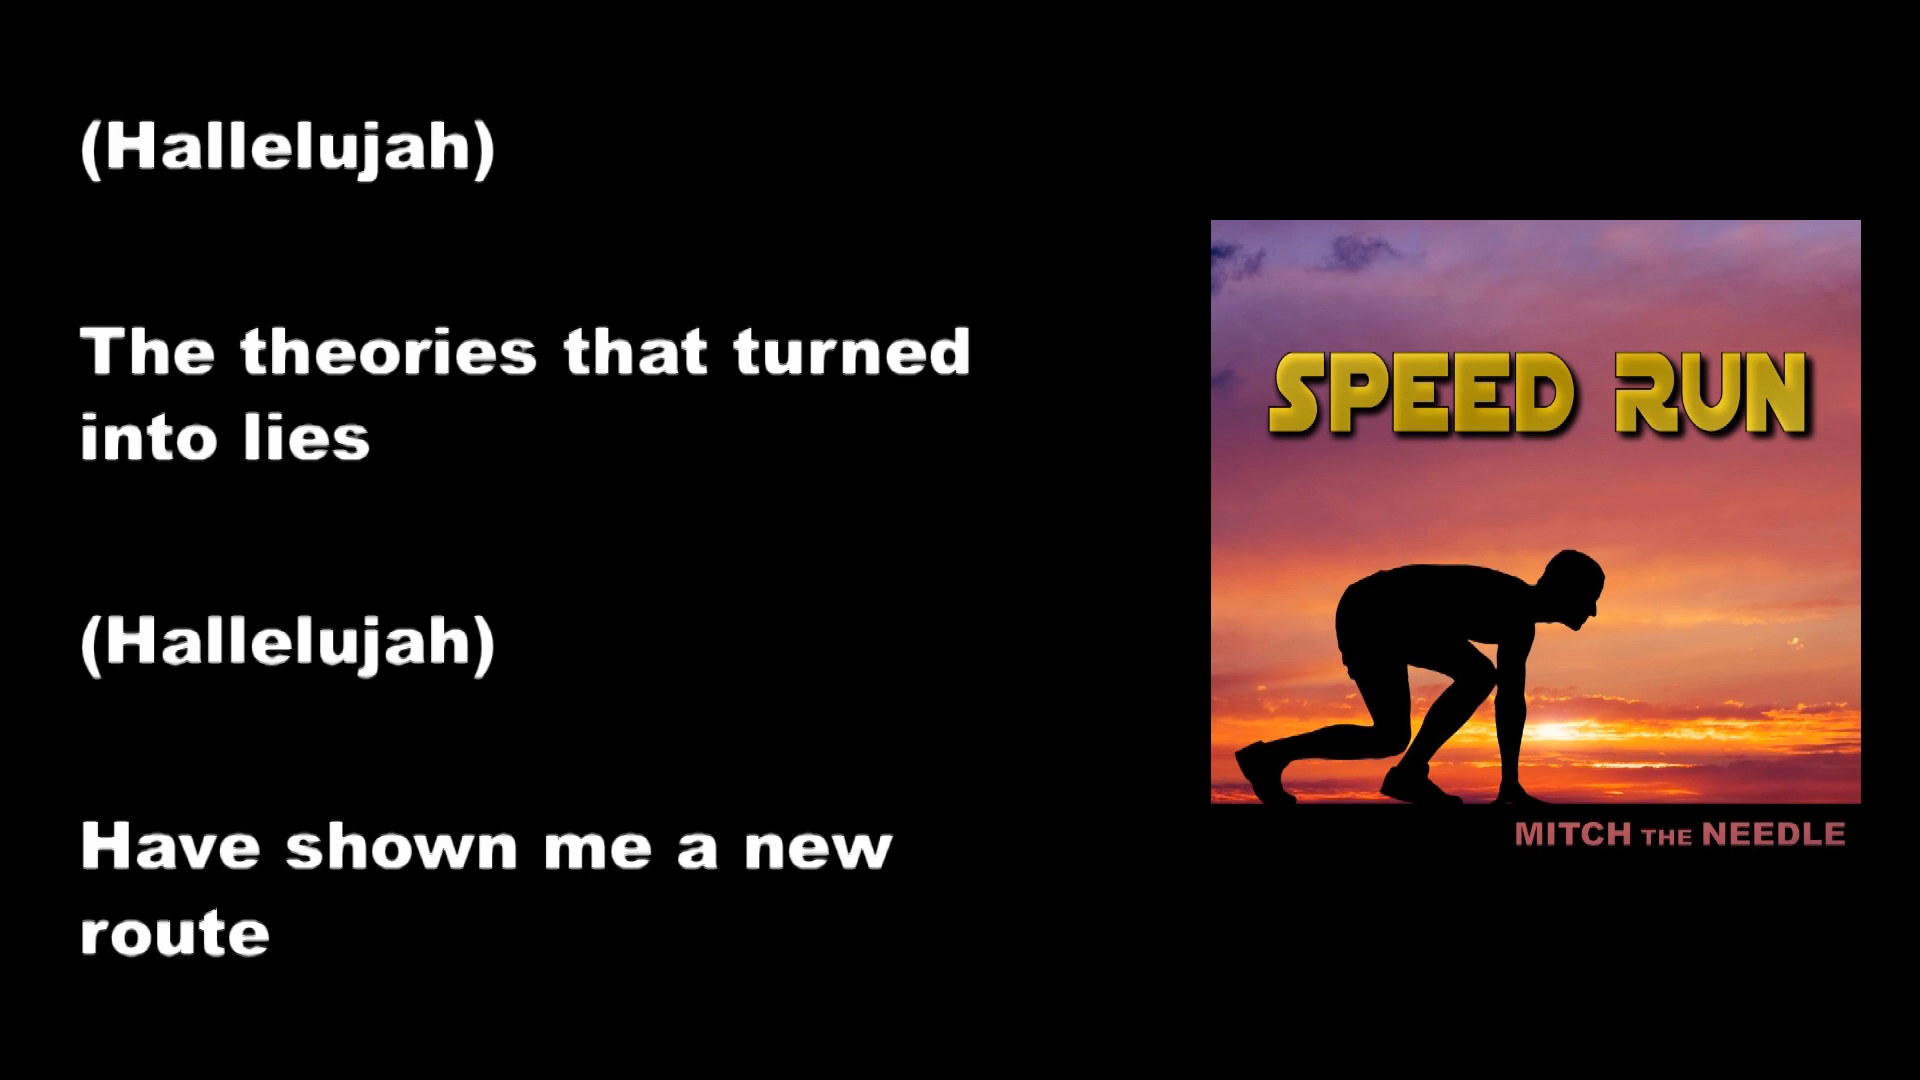 (Hallelujah)
The theories that turned
into lies
(Hallelujah)
Have shown me a new
route
SPEED RUN
MITCH THE NEEDLE